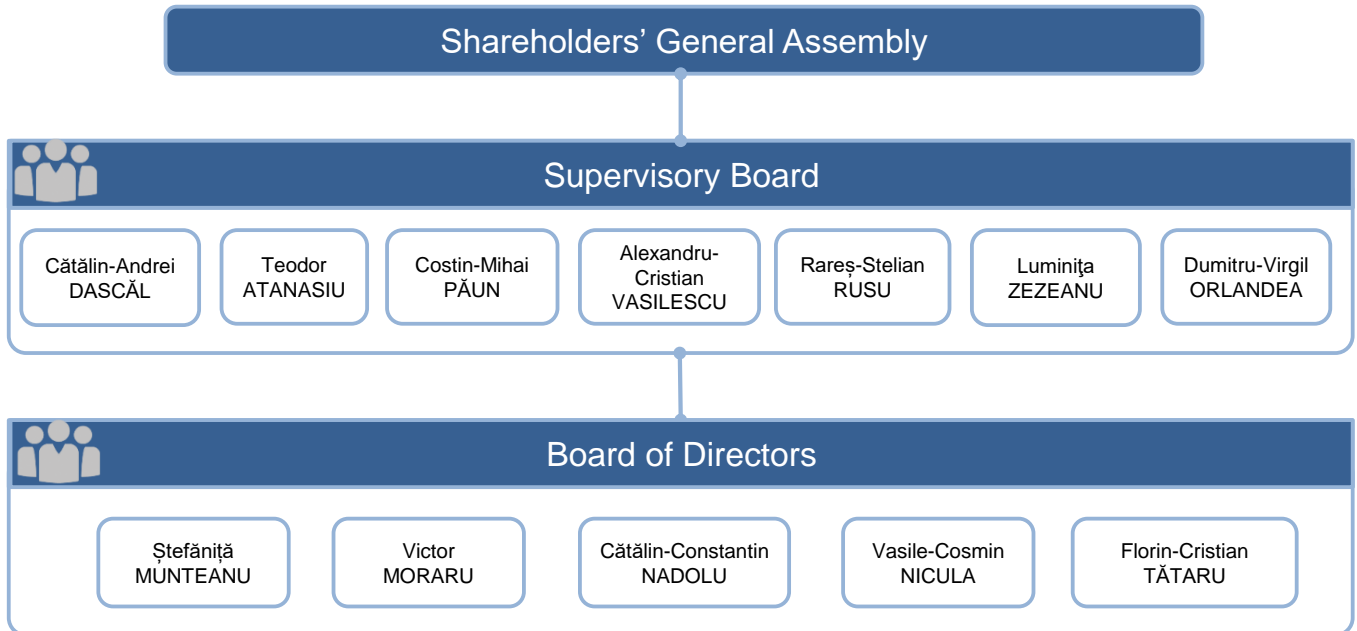 Shareholders’ General Assembly
Supervisory Board
Cătălin-Andrei
DASCĂL
Teodor
ATANASIU
Costin-Mihai
PĂUN
Alexandru-
Cristian
VASILESCU
Rareș-Stelian
RUSU
Luminiţa
ZEZEANU
Dumitru-Virgil
ORLANDEA
Board of Directors
Ștefăniță
MUNTEANU
Victor
MORARU
Cătălin-Constantin
NADOLU
Vasile-Cosmin
NICULA
Florin-Cristian
TĂTARU